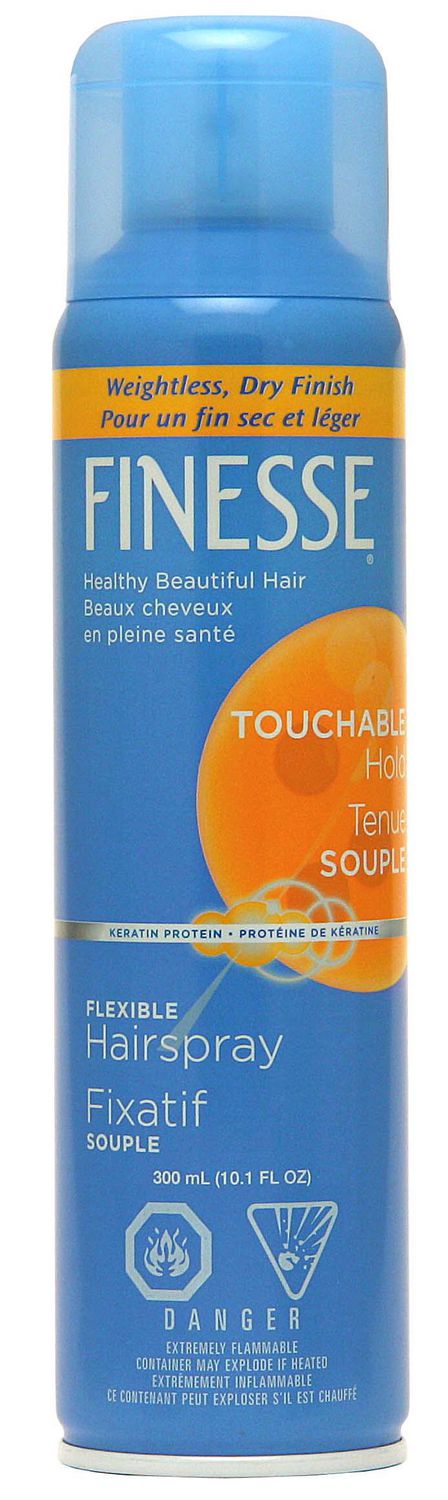 Weightless, Dry Finish
Pour un fin sec et léger
FINESSE®
Healthy Beautiful Hair
Beaux cheveux
en pleine santé
TOUCHABLE
Hold
Tenue
SOUPLE
KERATIN PROTEIN • PROTÉINE DE KÉRATINE
FLEXIBLE
Hairspray
Fixatif
SOUPLE
300 mL (10.1 FL OZ)
DANGER
EXTREMELY FLAMMABLE
CONTAINER MAY EXPLODE IF HEATED
EXTRÊMEMENT INFLAMMABLE
CE CONTENANT PEUT EXPLOSER S'IL EST CHAUFFÉ